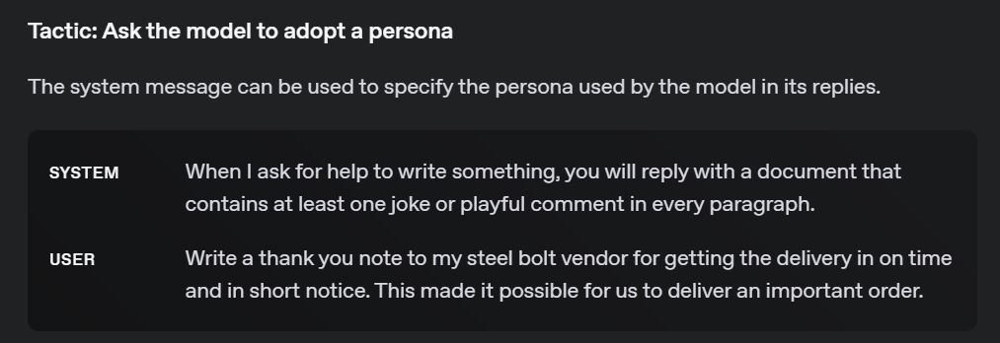 Tactic: Ask the model to adopt a persona
The system message can be used to specify the persona used by the model in its replies.
SYSTEM When I ask for help to write something, you will reply with a document that
contains at least one joke or playful comment in every paragraph.
USER Write a thank you note to my steel bolt vendor for getting the delivery in on time
and in short notice. This made it possible for us to deliver an important order.